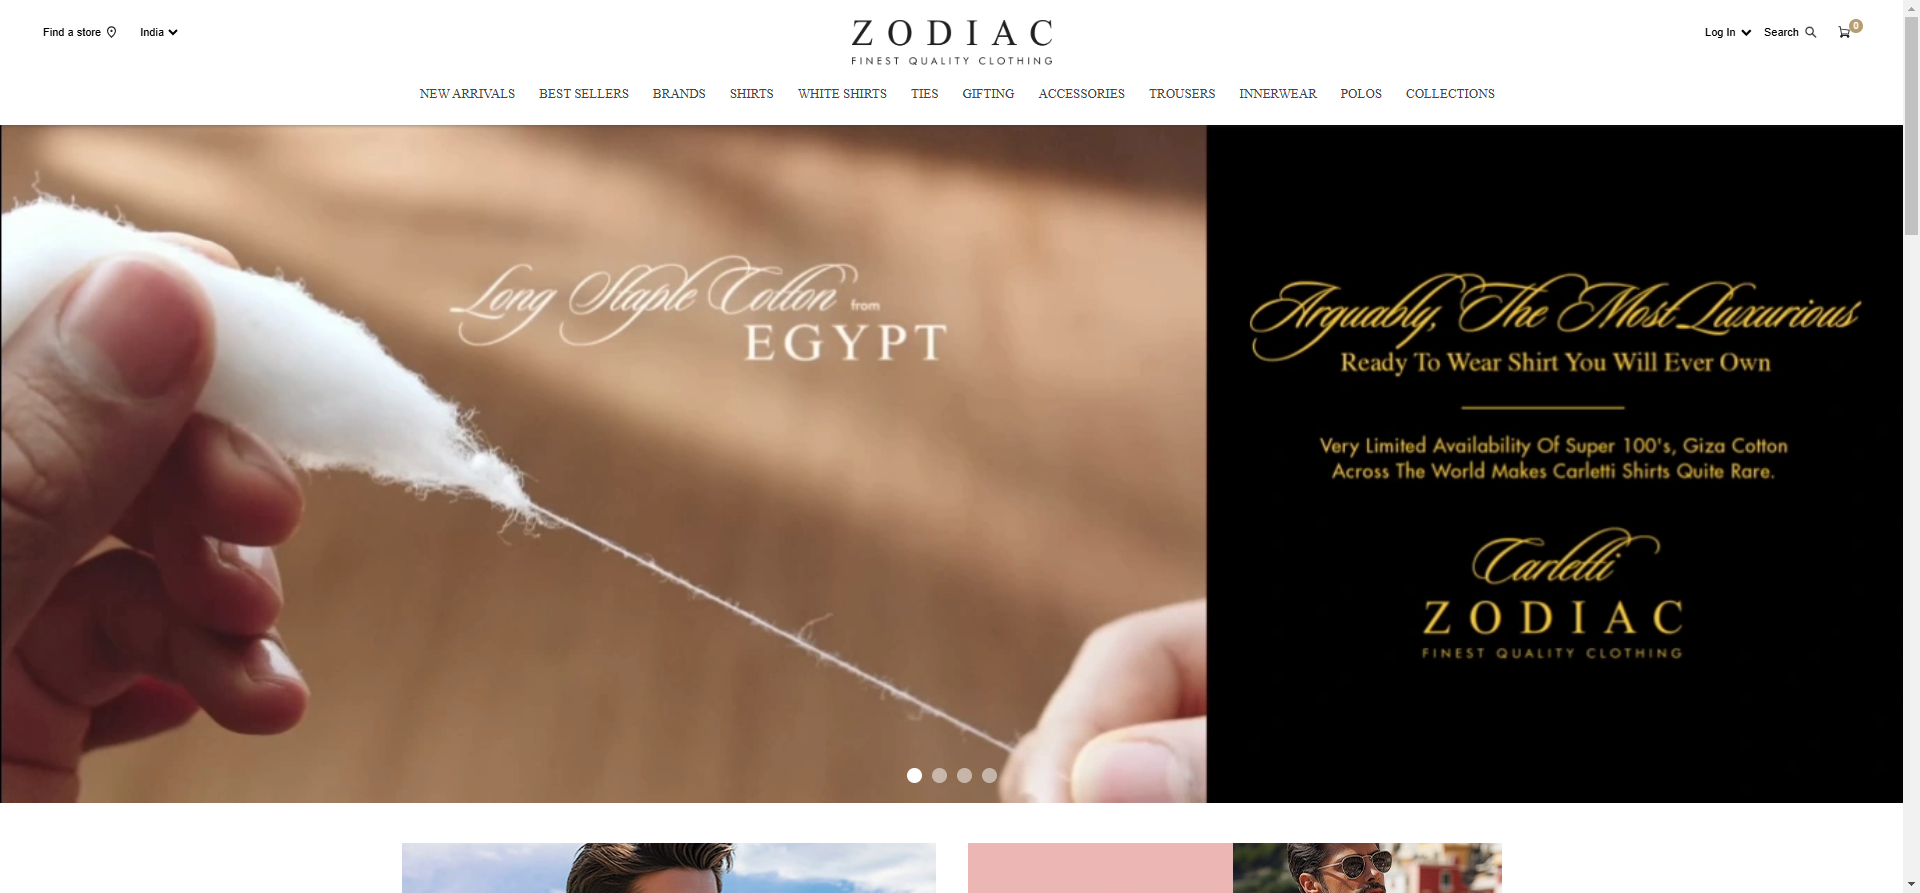 Find a store
India
ZODIAC
FINEST QUALITY CLOTHING
Log In
Search
0
NEW ARRIVALS
BEST SELLERS
BRANDS
SHIRTS
WHITE SHIRTS
TIES
GIFTING
ACCESSORIES
TROUSERS
INNERWEAR
POLOS
COLLECTIONS
Long Staple Cotton from
EGYPT
Arguably, The Most Luxurious
Ready To Wear Shirt You Will Ever Own
Very Limited Availability Of Super 100's, Giza Cotton
Across The World Makes Carletti Shirts Quite Rare.
Carletti
ZODIAC
FINEST QUALITY CLOTHING